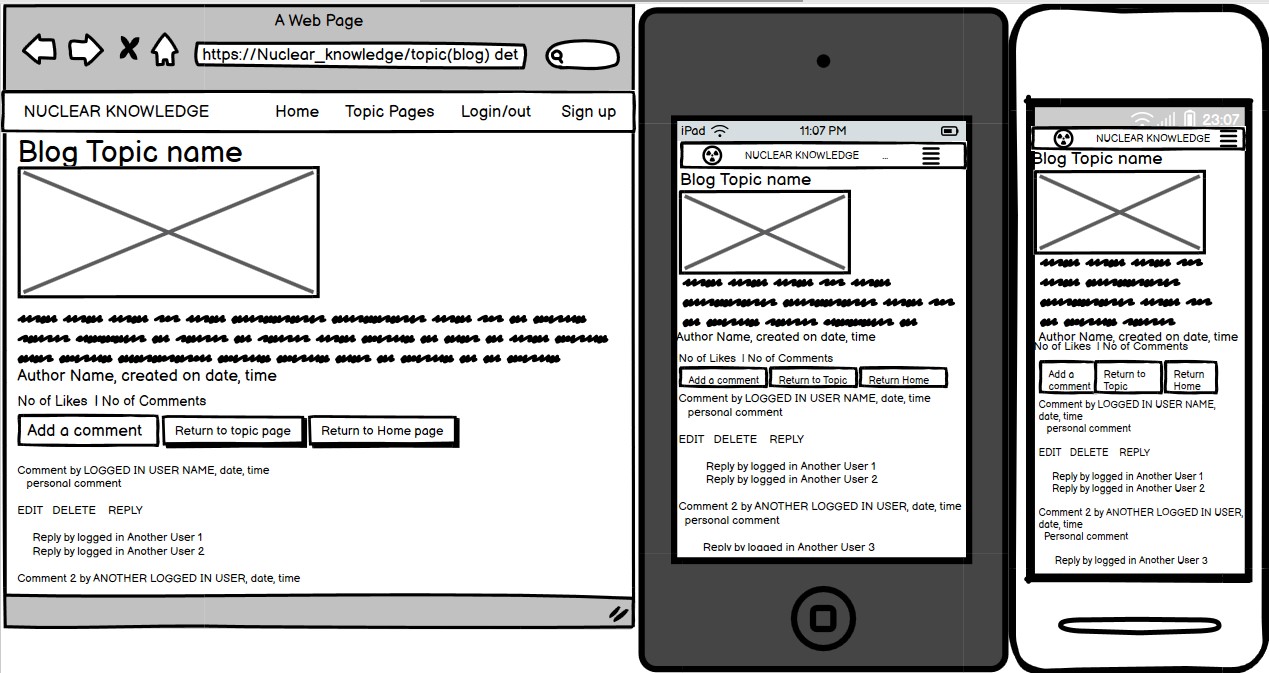 A Web Page
https://Nuclear_knowledge/topic(blog) det
NUCLEAR KNOWLEDGE Home Topic Pages Login/out Sign up
Blog Topic name
Author Name, created on date, time
No of Likes I No of Comments
Add a comment Return to topic page Return to Home page
Comment by LOGGED IN USER NAME, date, time
personal comment
EDIT DELETE REPLY
Reply by logged in Another User 1
Reply by logged in Another User 2
Comment 2 by ANOTHER LOGGED IN USER, date, time
iPad 11:07 PM
NUCLEAR KNOWLEDGE ...
Blog Topic name
Author Name, created on date, time
No of Likes I No of Comments
Add a comment Return to Topic Return Home
Comment by LOGGED IN USER NAME, date, time
personal comment
EDIT DELETE REPLY
Reply by logged in Another User 1
Reply by logged in Another User 2
Comment 2 by ANOTHER LOGGED IN USER, date, time
personal comment
Reply by logged in Another User 3
23:07
NUCLEAR KNOWLEDGE
Blog Topic name
Author Name, created on date, time
No of Likes I No of Comments
Add a comment Return to Topic Return Home
Comment by LOGGED IN USER NAME,
date, time
personal comment
EDIT DELETE REPLY
Reply by logged in Another User 1
Reply by logged in Another User 2
Comment 2 by ANOTHER LOGGED IN USER,
date, time
Personal comment
Reply by logged in Another User 3